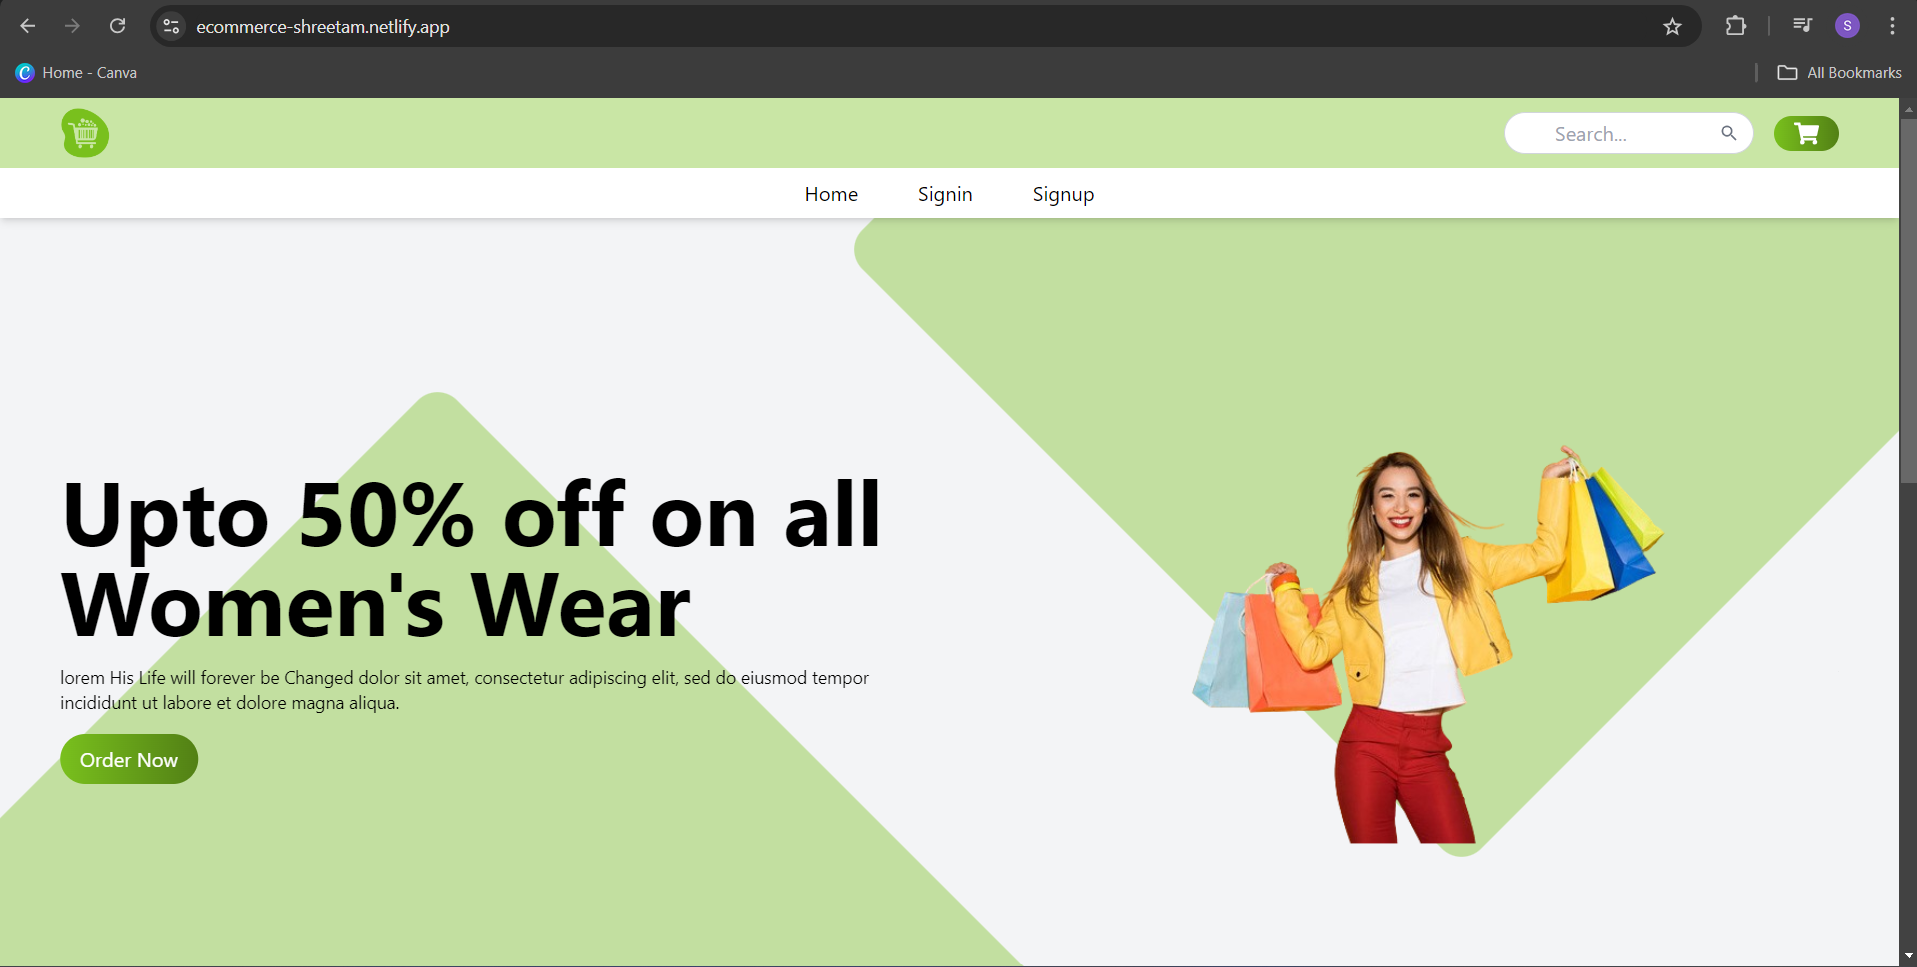 ecommerce-shreetam.netlify.app
S
Home - Canva
All Bookmarks
Search...
Home Signin Signup
Upto 50% off on all
Women's Wear
lorem His Life will forever be Changed dolor sit amet, consectetur adipiscing elit, sed do eiusmod tempor
incididunt ut labore et dolore magna aliqua.
Order Now